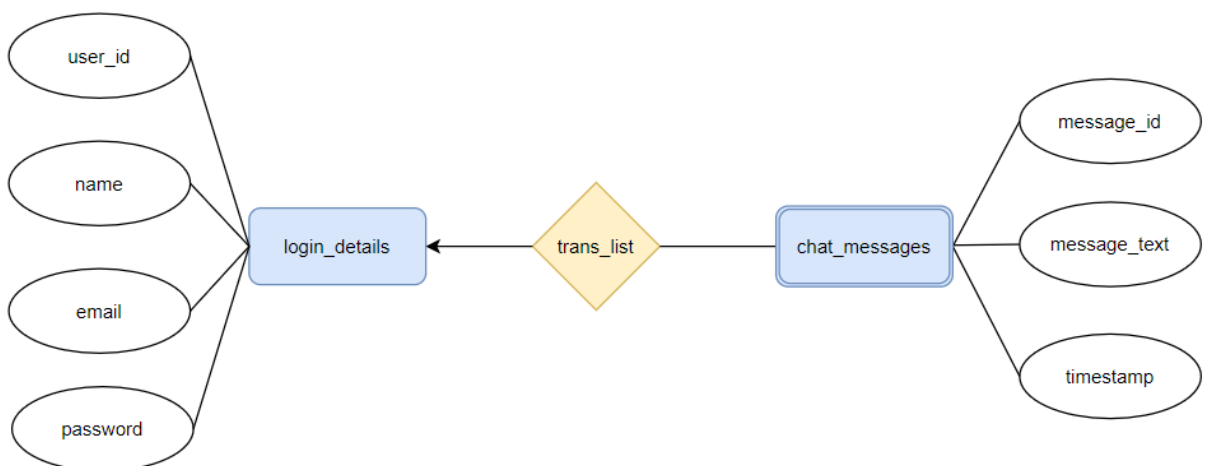 user_id
name
email
password
login_details
trans_list
chat_messages
message_id
message_text
timestamp